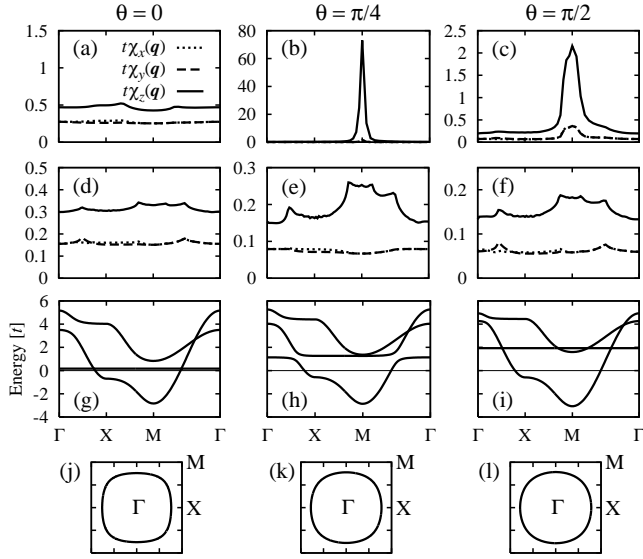 θ = 0 θ = π/4 θ = π/2
1.5 (a) 80 (b) 2.5 (c)
tχx(q) 60 2
1 tχy(q) 1.5
tχz(q) 40
0.5 20 1
0.5
0 0 0
0.5 (d) 0.3 (e) (f)
0.4 0.2
0.3 0.2
0.2 0.1 0.1
0.1
0 0 0
6
4
2
0
-2
-4
Energy [t]
(g) (h) (i)
Γ X M Γ Γ X M Γ Γ X M Γ
(j) M (k) M (l) M
Γ X Γ X Γ X